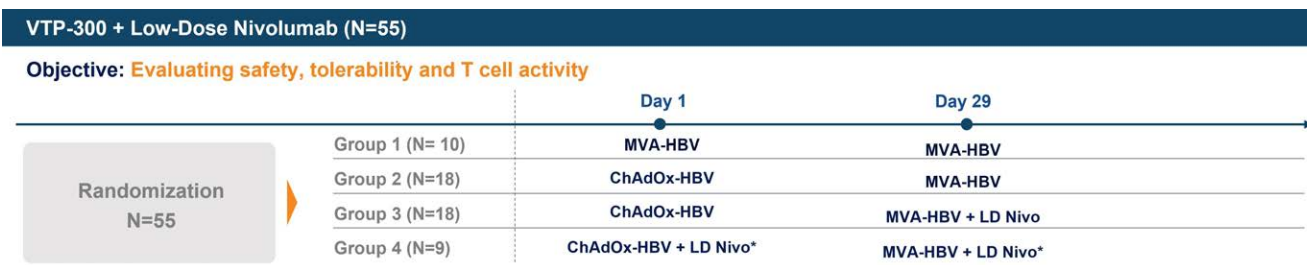 VTP-300 + Low-Dose Nivolumab (N=55)
Objective: Evaluating safety, tolerability and T cell activity
Day 1 Day 29
Randomization
N=55
Group 1 (N= 10) MVA-HBV MVA-HBV
Group 2 (N=18) ChAdOx-HBV MVA-HBV
Group 3 (N=18) ChAdOx-HBV MVA-HBV + LD Nivo
Group 4 (N=9) ChAdOx-HBV + LD Nivo* MVA-HBV + LD Nivo*